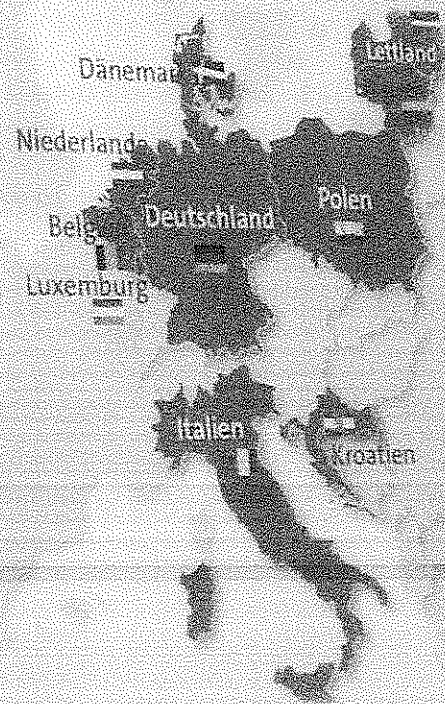 Lettland
Dänemar
Niederlande
Polen
Deutschland
Belg
Luxemburg
Italien
Kroatien